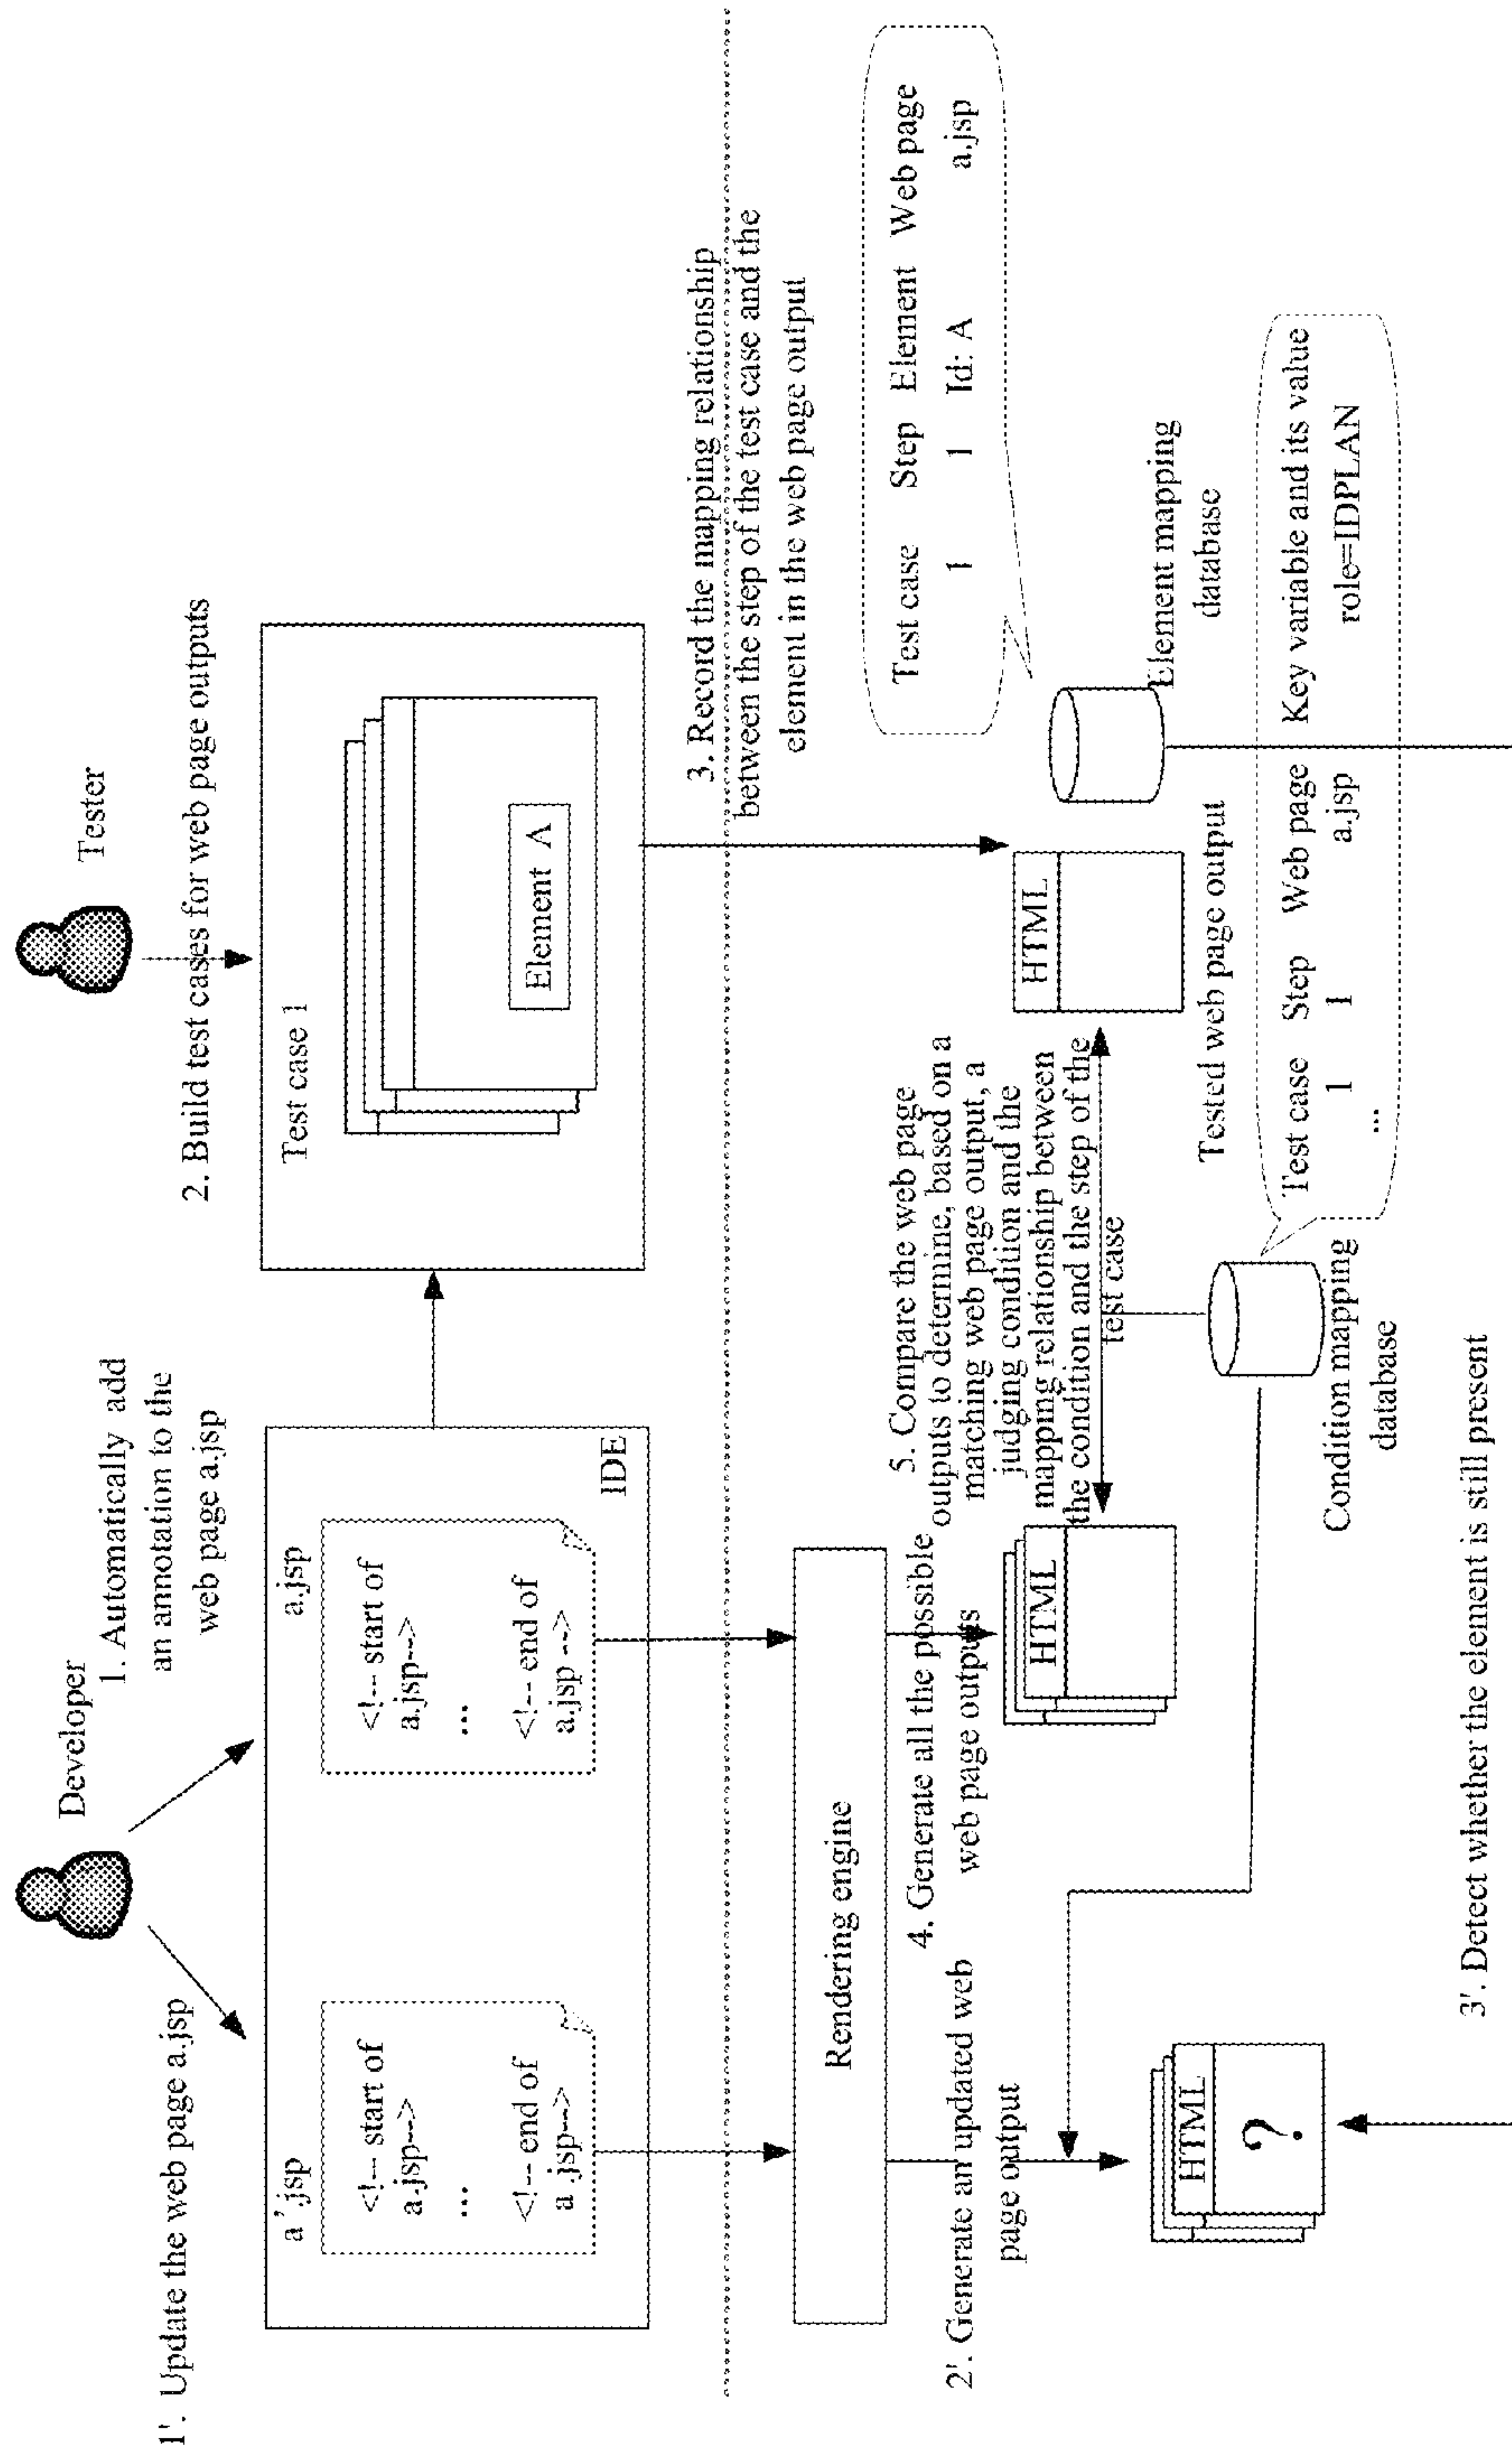 Developer
Tester
1'. Update the web page a.jsp
1. Automatically add
an annotation to the
web page a.jsp
2. Build test cases for web page outputs
a '.jsp
<!-- start of
a.jsp-->
...
<!-- end of
a .jsp-->
a.jsp
<!-- start of
a.jsp-->
...
<!-- end of
a.jsp -->
IDE
Test case 1
Element A
3. Record the mapping relationship
between the step of the test case and the
element in the web page output
Rendering engine
2'. Generate an updated web
page output
4. Generate all the possible
web page outputs
5. Compare the web page
outputs to determine, based on a
matching web page output, a
judging condition and the
mapping relationship between
the condition and the step of the
test case
Test case Step Element Web page
1 1 Id: A a.jsp
HTML
?
HTML
HTML
Tested web page output
Element mapping
database
Condition mapping
database
Test case Step Web page Key variable and its value
1 1 a.jsp role=IDPLAN
...
3'. Detect whether the element is still present